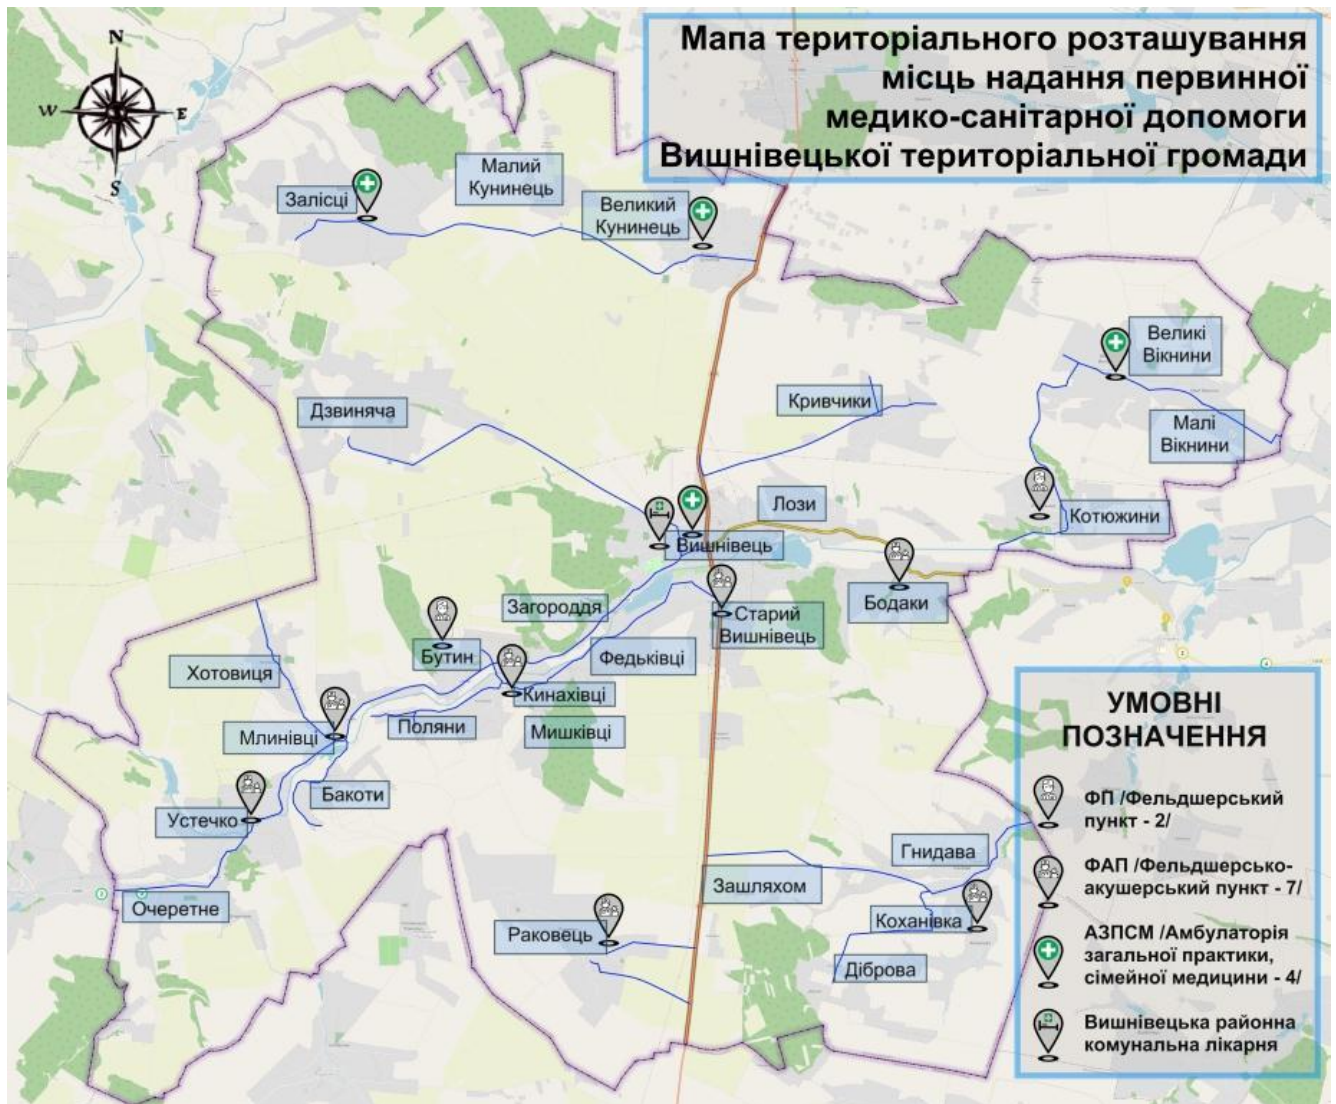 Мапа територіального розташування
місць надання первинної
медико-санітарної допомоги
Вишнівецької територіальної громади
N
W
E
S
Залісці
Малий
Кунинець
Великий
Кунинець
Великі
Вікнини
Малі
Вікнини
Дзвиняча
Кривчики
Котюжини
Лози
Вишнівець
Бодаки
Загороддя
Старий
Вишнівець
Бутин
Федьківці
Хотовиця
Кинахівці
Поляни
Мишківці
Млинівці
Бакоти
Устечко
Очеретне
Гнидава
Зашляхом
Коханівка
Раковець
Діброва
УМОВНІ
ПОЗНАЧЕННЯ
ФП /Фельдшерський
пункт - 2/
ФАП /Фельдшерсько-
акушерський пункт - 7/
АЗПСМ /Амбулаторія
загальної практики,
сімейної медицини - 4/
Вишнівецька районна
комунальна лікарня